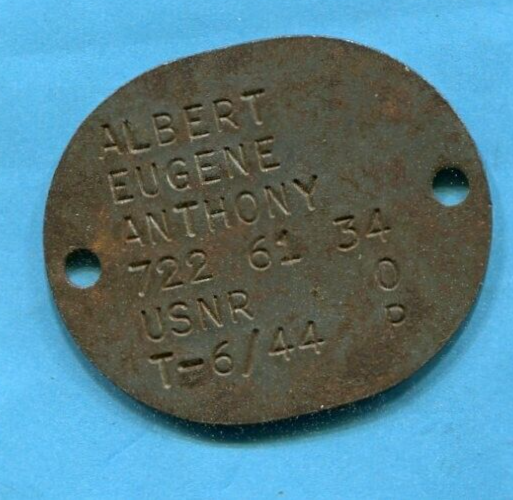 ALBERT
EUGENE
ANTHONY
722 61 34
USNR O
T-6/44 P